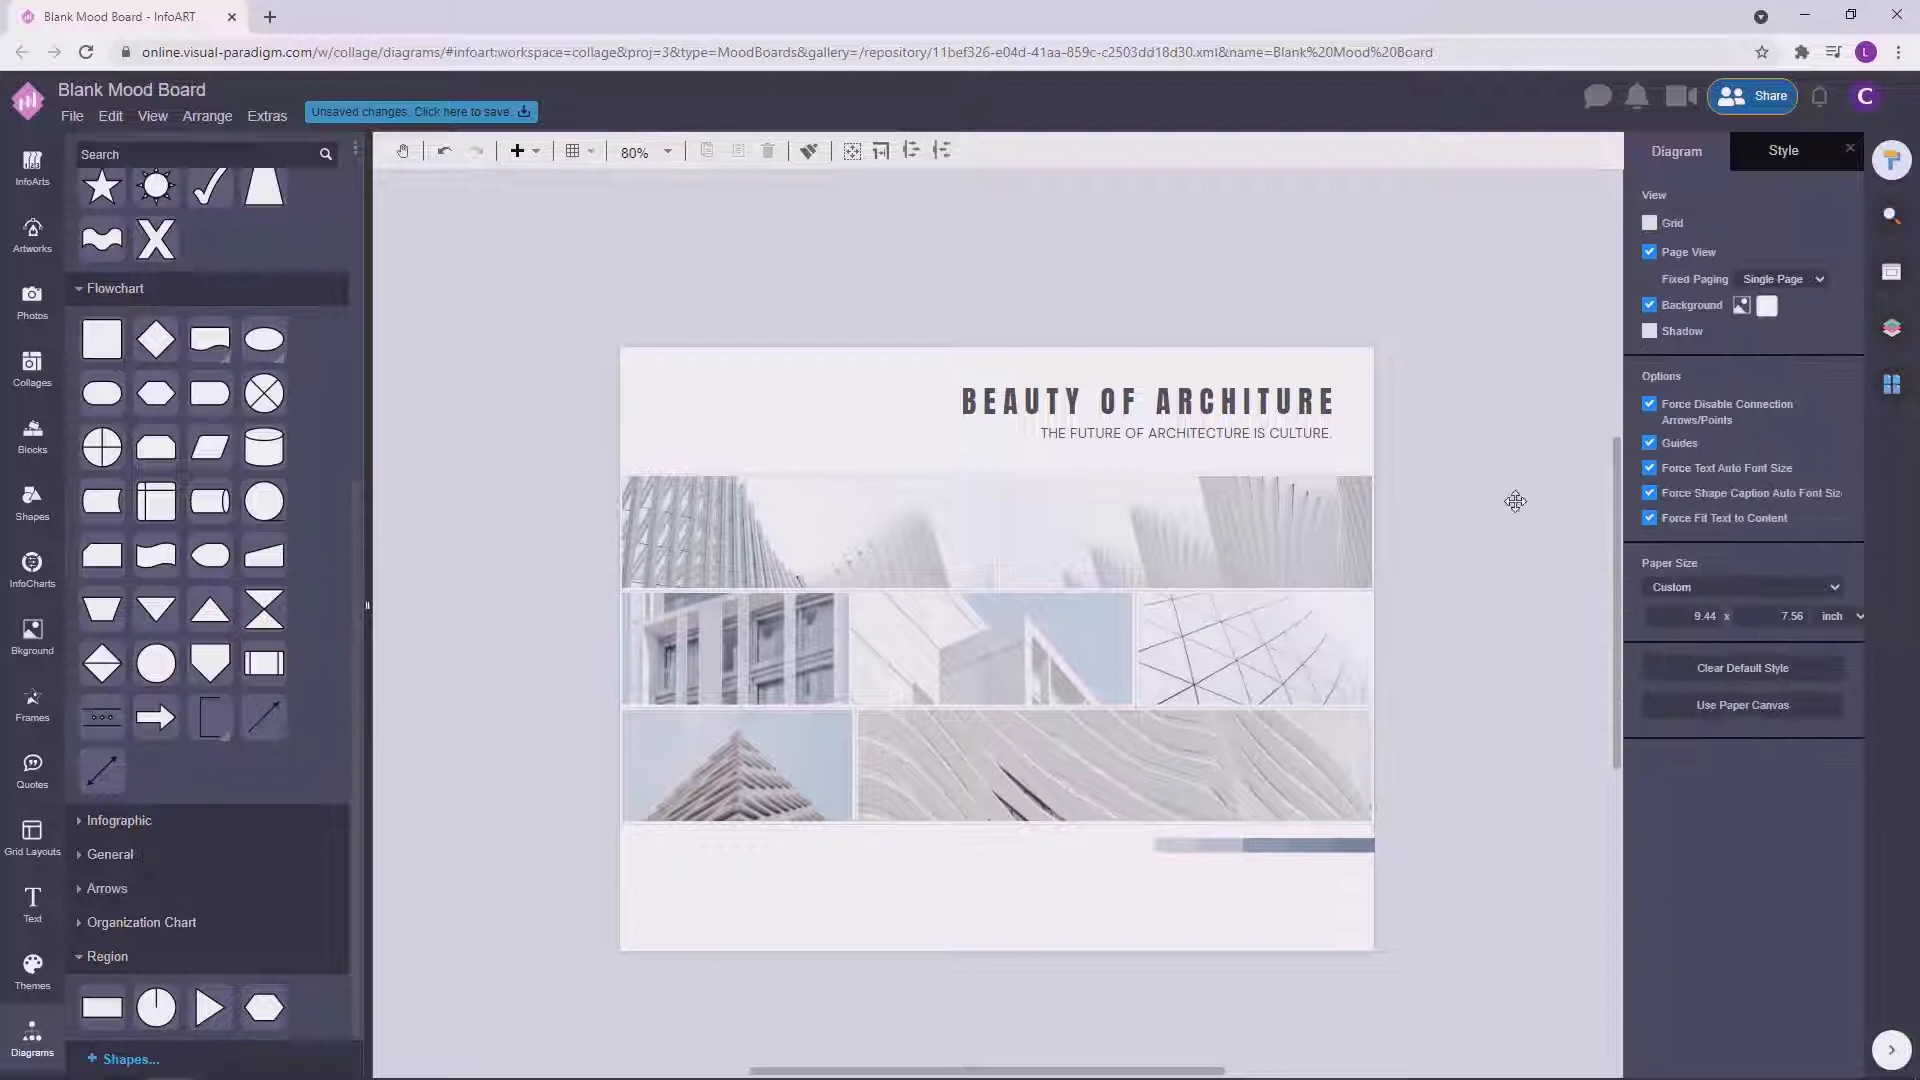 Blank Mood Board - InfoART
online.visual-paradigm.com/w/collage/diagrams/#infoart:workspace=collage&proj=3&type=MoodBoards&gallery=/repository/11bef326-e04d-41aa-859c-c2503dd18d30.xml&name=Blank%20Mood%20Board
L
Blank Mood Board
File Edit View Arrange Extras
Unsaved changes. Click here to save.
Share
C
InfoArts
Artworks
Photos
Collages
Blocks
Shapes
InfoCharts
Bkground
Frames
Quotes
Grid Layouts
T
Text
Themes
Diagrams
Search
Flowchart
Infographic
General
Arrows
Organization Chart
Region
+ Shapes...
80%
BEAUTY OF ARCHITURE
THE FUTURE OF ARCHITECTURE IS CULTURE.
Diagram
Style
View
Grid
Page View
Fixed Paging Single Page
Background
Shadow
Options
Force Disable Connection
Arrows/Points
Guides
Force Text Auto Font Size
Force Shape Caption Auto Font Siz
Force Fit Text to Content
Paper Size
Custom
9.44 x 7.56 inch
Clear Default Style
Use Paper Canvas